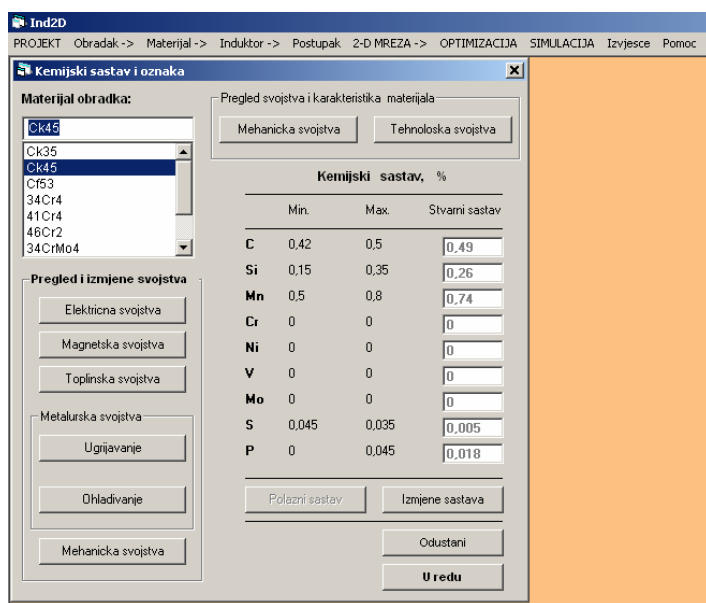 Ind2D
PROJEKT Obradak -> Materijal -> Induktor -> Postupak 2-D MREZA -> OPTIMIZACIJA SIMULACIJA Izvjesce Pomoc
Kemijski sastav i oznaka
Materijal obradka:
Ck45
Ck35
Ck45
Cf53
34Cr4
41Cr4
46Cr2
34CrMo4
Pregled i izmjene svojstva
Elektricna svojstva
Magnetska svojstva
Toplinska svojstva
Metalurska svojstva
Ugrijavanje
Ohladivanje
Mehanicka svojstva
Pregled svojstva i karakteristika materijala
Mehanicka svojstva Tehnoloska svojstva
Kemijski sastav, %
Min. Max. Stvarni sastav
C 0,42 0,5 0,49
Si 0,15 0,35 0,26
Mn 0,5 0,8 0,74
Cr 0 0 0
Ni 0 0 0
V 0 0 0
Mo 0 0 0
S 0,045 0,035 0,005
P 0 0,045 0,018
Polazni sastav Izmjene sastava
Odustani
U redu